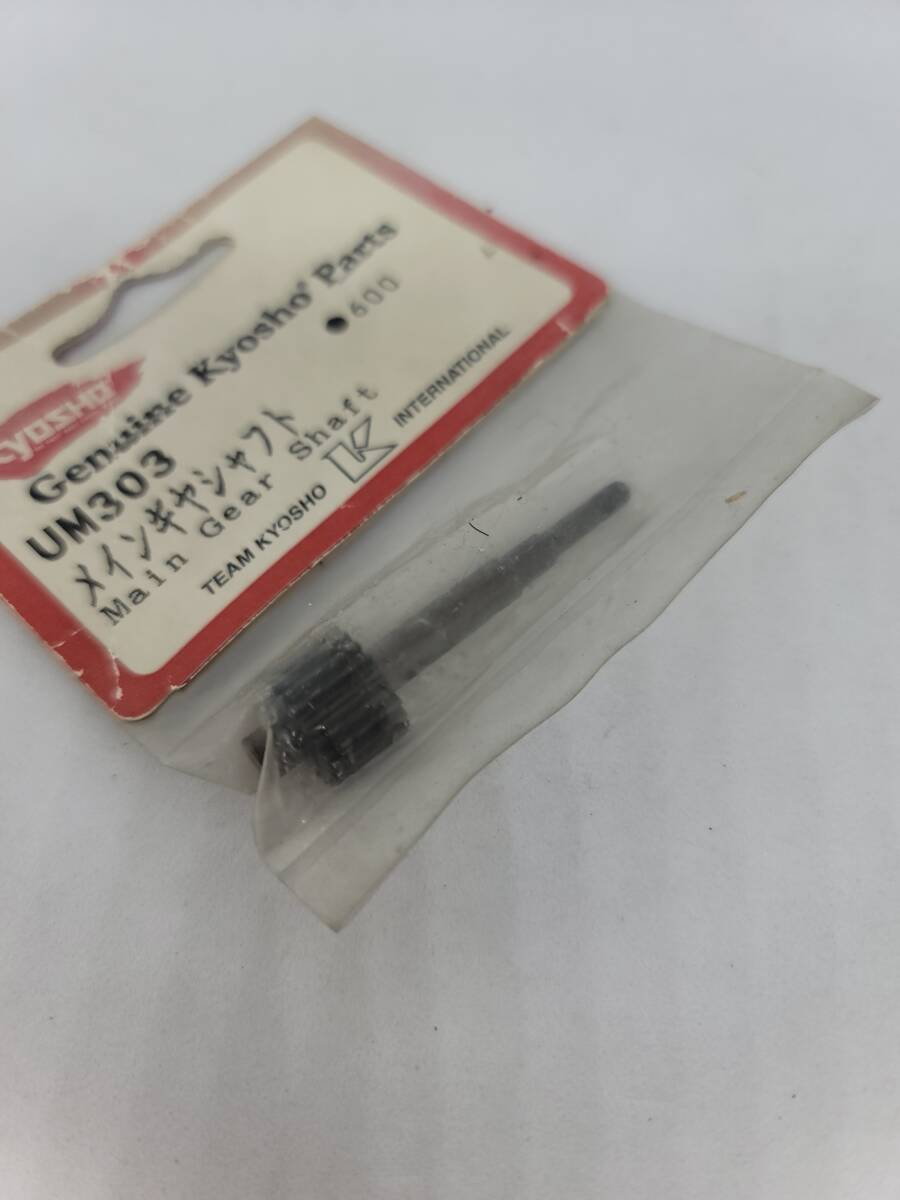 KYOSHO
Genuine Kyosho® Parts
UM303
●600
メインギヤシャフト
Main Gear Shaft
TEAM KYOSHO K INTERNATIONAL